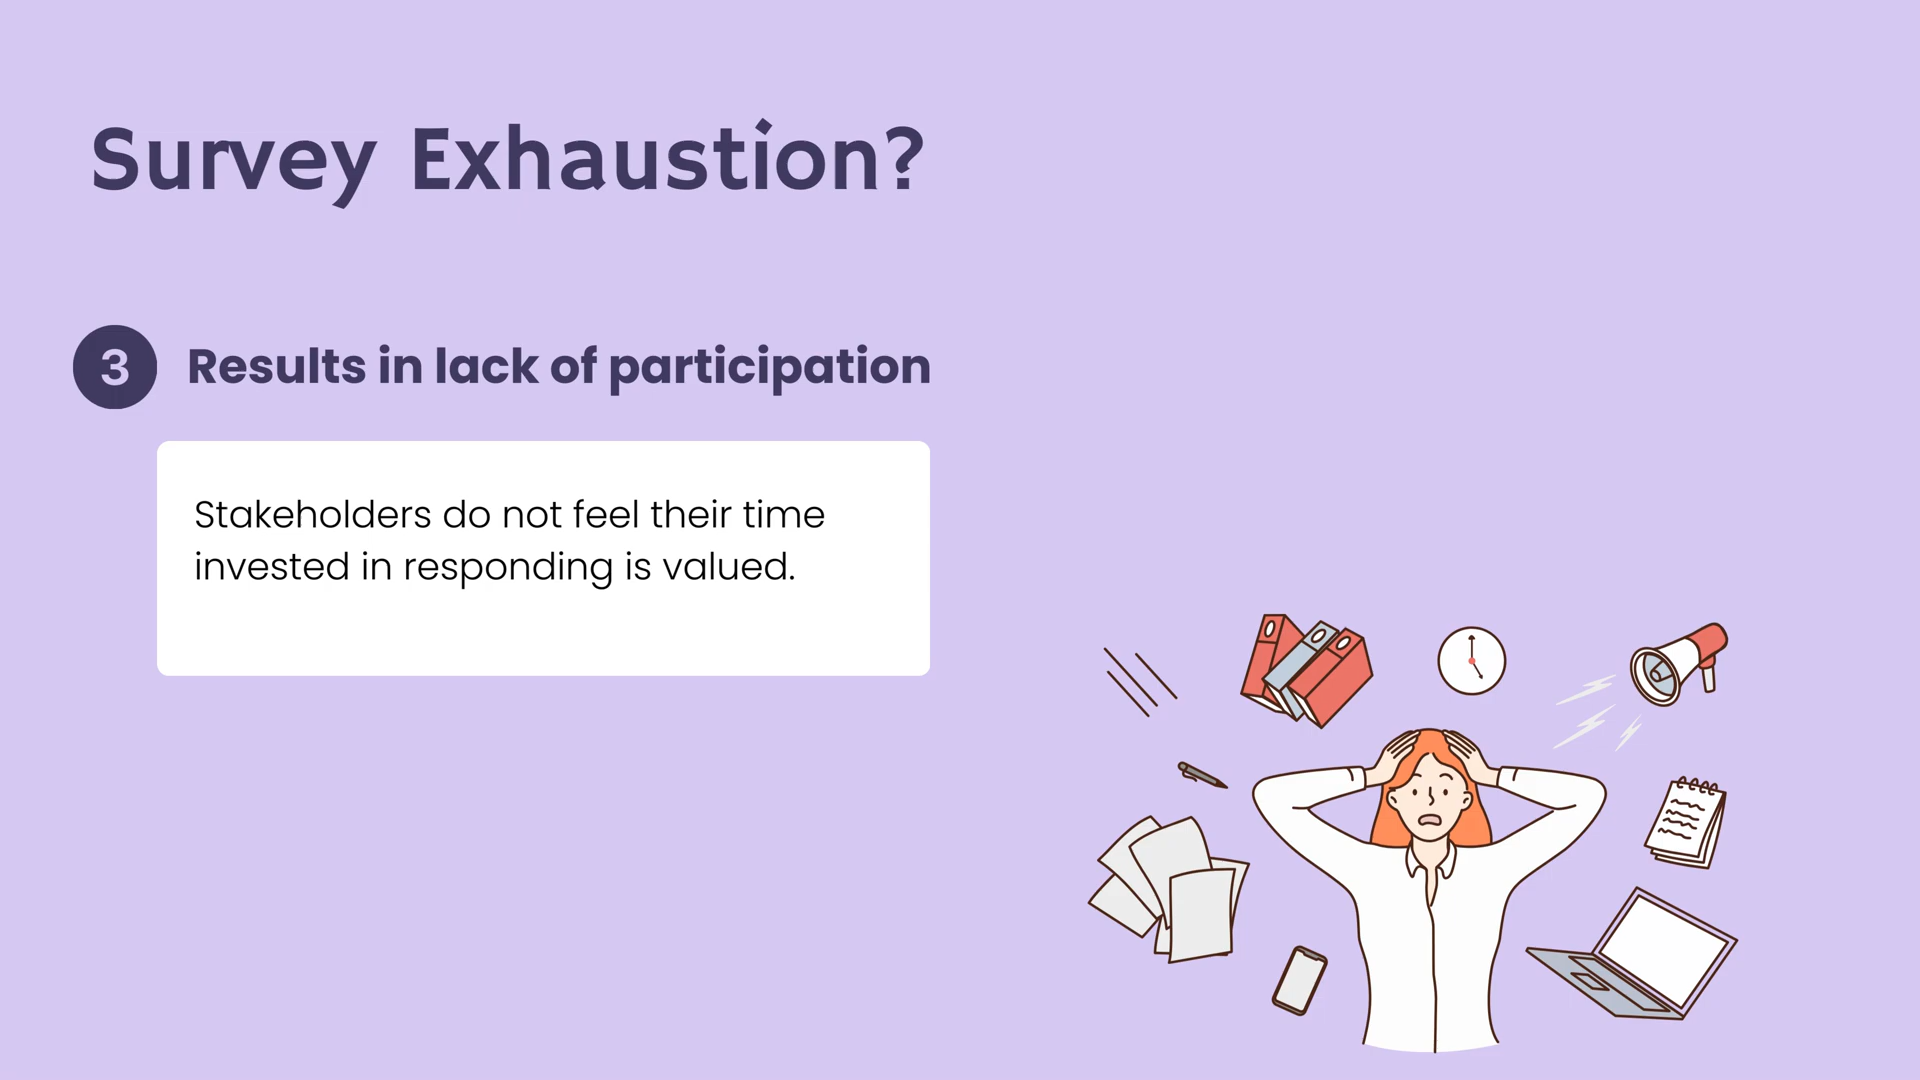 Survey Exhaustion?
3 Results in lack of participation
Stakeholders do not feel their time
invested in responding is valued.